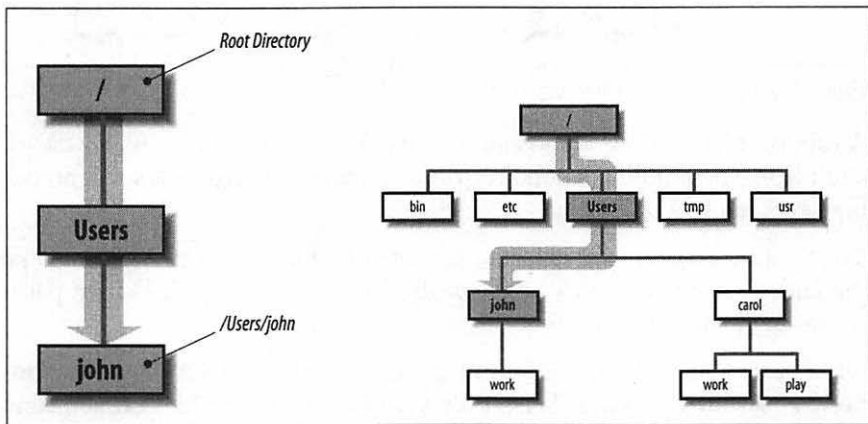 Root Directory
/
Users
/Users/john
john
/
bin etc Users tmp usr
john carol
work work play